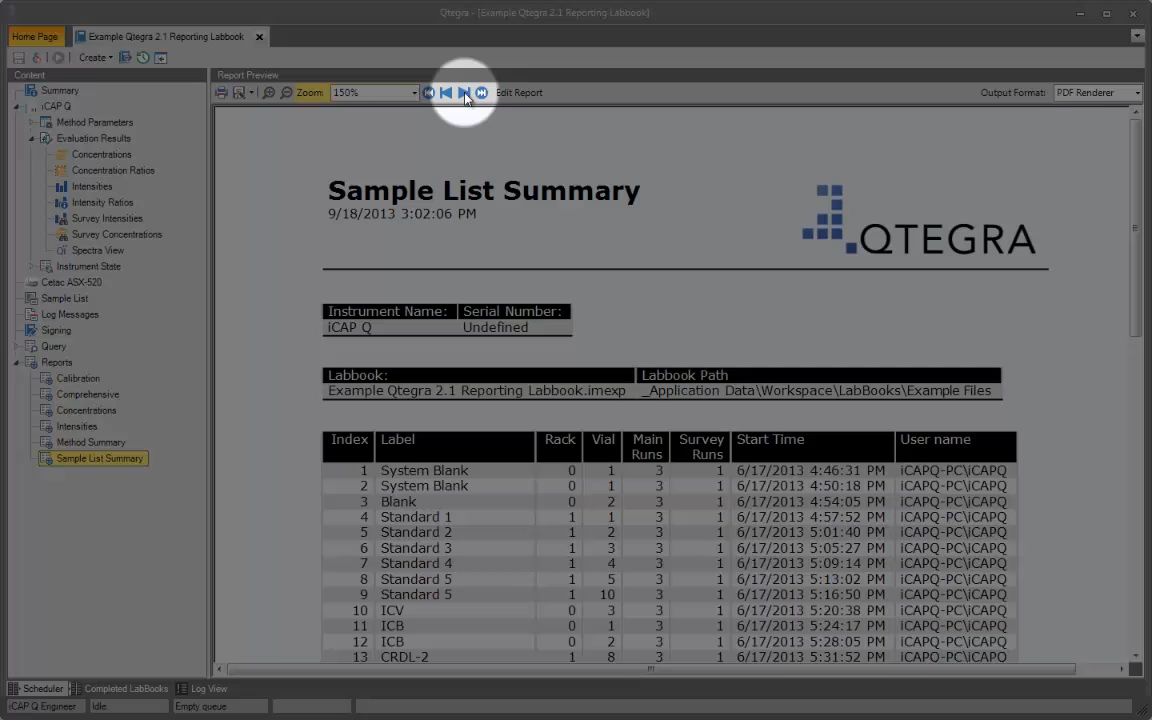 Qtegra - [Example Qtegra 2.1 Reporting Labbook]
Home Page Example Qtegra 2.1 Reporting Labbook
Create
Content
Report Preview
Summary
Zoom: 150% Edit Report Output Format: PDF Renderer
iCAP Q
Method Parameters
Evaluation Results
Concentrations
Concentration Ratios
Intensities
Intensity Ratios
Survey Intensities
Survey Concentrations
Spectra View
Instrument State
Cetac ASX-520
Sample List
Log Messages
Signing
Query
Reports
Calibration
Comprehensive
Concentrations
Intensities
Method Summary
Sample List Summary
Sample List Summary
9/18/2013 3:02:06 PM
QTEGRA
Instrument Name: Serial Number:
iCAP Q Undefined
Labbook: Labbook Path
Example Qtegra 2.1 Reporting Labbook.imexp _Application Data\Workspace\LabBooks\Example Files
Index Label Rack Vial Main Runs Survey Runs Start Time User name
1 System Blank 0 1 3 1 6/17/2013 4:46:31 PM iCAPQ-PC\iCAPQ
2 System Blank 0 1 3 1 6/17/2013 4:50:18 PM iCAPQ-PC\iCAPQ
3 Blank 0 2 3 1 6/17/2013 4:54:05 PM iCAPQ-PC\iCAPQ
4 Standard 1 1 1 3 1 6/17/2013 4:57:52 PM iCAPQ-PC\iCAPQ
5 Standard 2 1 2 3 1 6/17/2013 5:01:40 PM iCAPQ-PC\iCAPQ
6 Standard 3 1 3 3 1 6/17/2013 5:05:27 PM iCAPQ-PC\iCAPQ
7 Standard 4 1 4 3 1 6/17/2013 5:09:14 PM iCAPQ-PC\iCAPQ
8 Standard 5 1 5 3 1 6/17/2013 5:13:02 PM iCAPQ-PC\iCAPQ
9 Standard 5 1 10 3 1 6/17/2013 5:16:50 PM iCAPQ-PC\iCAPQ
10 ICV 0 3 3 1 6/17/2013 5:20:38 PM iCAPQ-PC\iCAPQ
11 ICB 0 1 3 1 6/17/2013 5:24:17 PM iCAPQ-PC\iCAPQ
12 ICB 0 2 3 1 6/17/2013 5:28:05 PM iCAPQ-PC\iCAPQ
13 CRDL-2 1 8 3 1 6/17/2013 5:31:52 PM iCAPQ-PC\iCAPQ
Scheduler Completed LabBooks Log View
iCAP Q Engineer Idle Empty queue